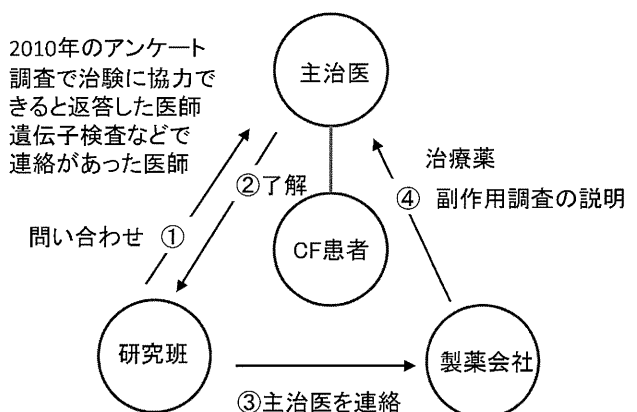 2010年のアンケート
調査で治験に協力で
きると返答した医師
遺伝子検査などで
連絡があった医師
主治医
治療薬
④ 副作用調査の説明
②了解
問い合わせ ①
CF患者
研究班
製薬会社
③主治医を連絡